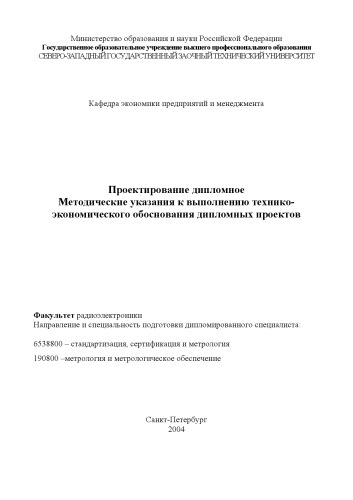 Министерство образования и науки Российской Федерации
Государственное образовательное учреждение высшего профессионального образования
СЕВЕРО-ЗАПАДНЫЙ ГОСУДАРСТВЕННЫЙ ЗАОЧНЫЙ ТЕХНИЧЕСКИЙ УНИВЕРСИТЕТ
Кафедра экономики предприятий и менеджмента
Проектирование дипломное
Методические указания к выполнению технико-
экономического обоснования дипломных проектов
Факультет радиоэлектроники
Направление и специальность подготовки дипломированного специалиста:
6538800 – стандартизация, сертификация и метрология
190800 –метрология и метрологическое обеспечение
Санкт-Петербург
2004